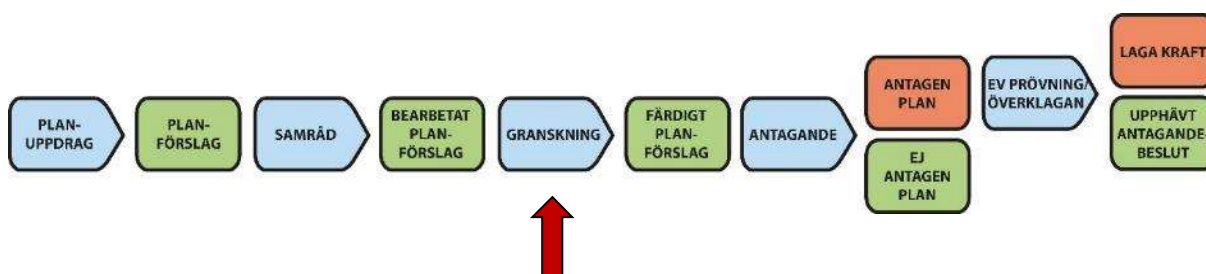 PLAN-
UPPDRAG
PLAN-
FÖRSLAG
SAMRÅD
BEARBETAT
PLAN-
FÖRSLAG
GRANSKNING
FÄRDIGT
PLAN-
FÖRSLAG
ANTAGANDE
ANTAGEN
PLAN
EJ
ANTAGEN
PLAN
EV PRÖVNING/
ÖVERKLAGAN
LAGA KRAFT
UPPHÄVT
ANTAGANDE-
BESLUT